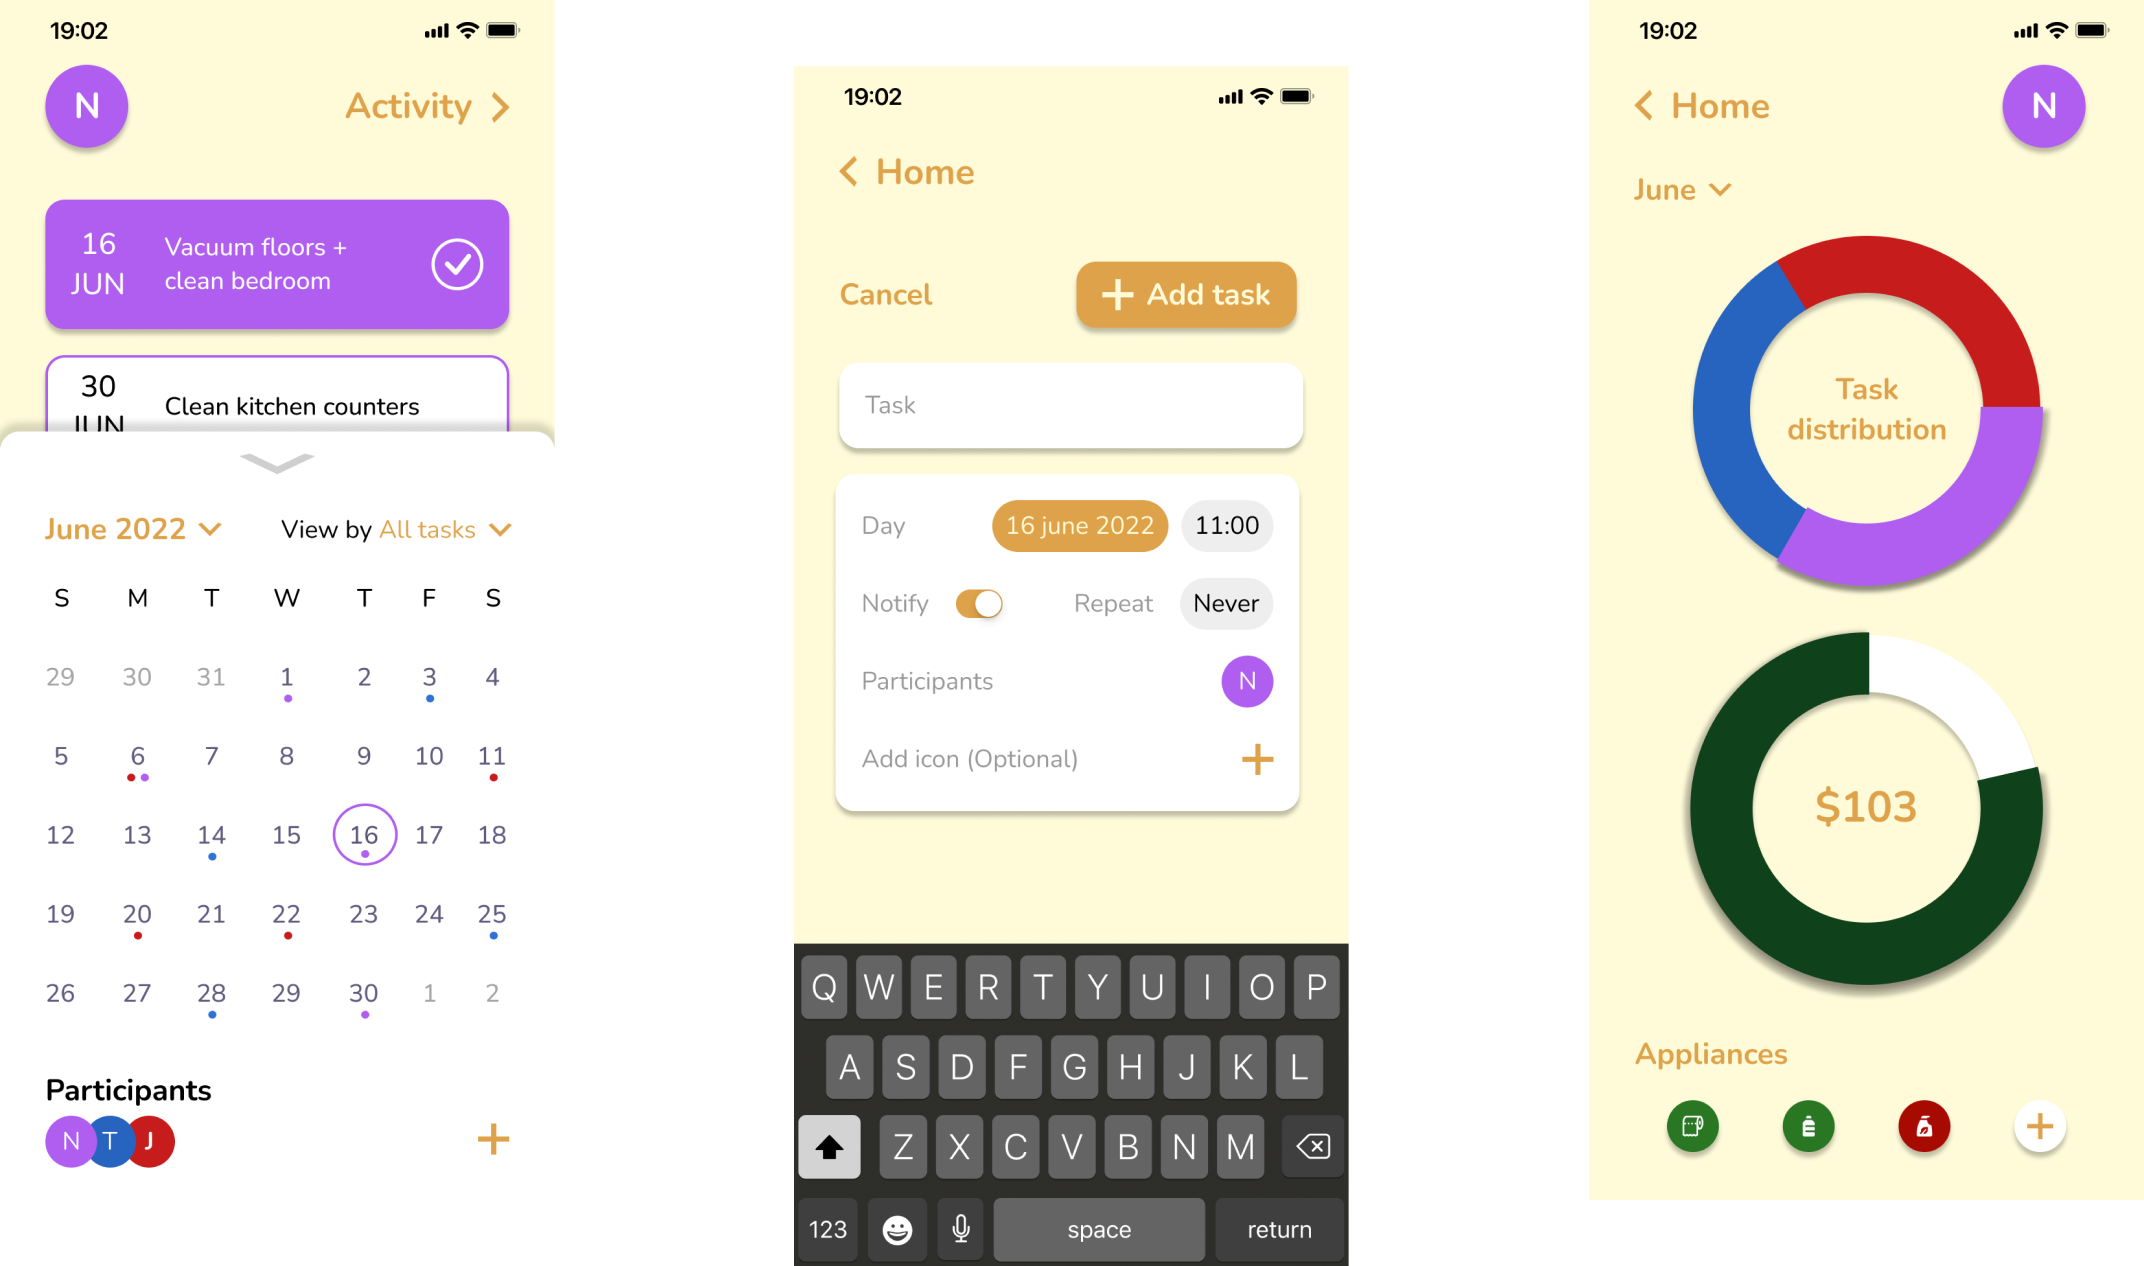 19:02
N
Activity
16
JUN
Vacuum floors +
clean bedroom
30
JUN
Clean kitchen counters
June 2022
View by All tasks
S M T W T F S
29 30 31 1 2 3 4
5 6 7 8 9 10 11
12 13 14 15 16 17 18
19 20 21 22 23 24 25
26 27 28 29 30 1 2
Participants
N T J
19:02
Home
Cancel
Add task
Task
Day 16 june 2022 11:00
Notify Repeat Never
Participants N
Add icon (Optional)
Q W E R T Y U I O P
A S D F G H J K L
Z X C V B N M
123 space return
19:02
Home
N
June
Task
distribution
$103
Appliances